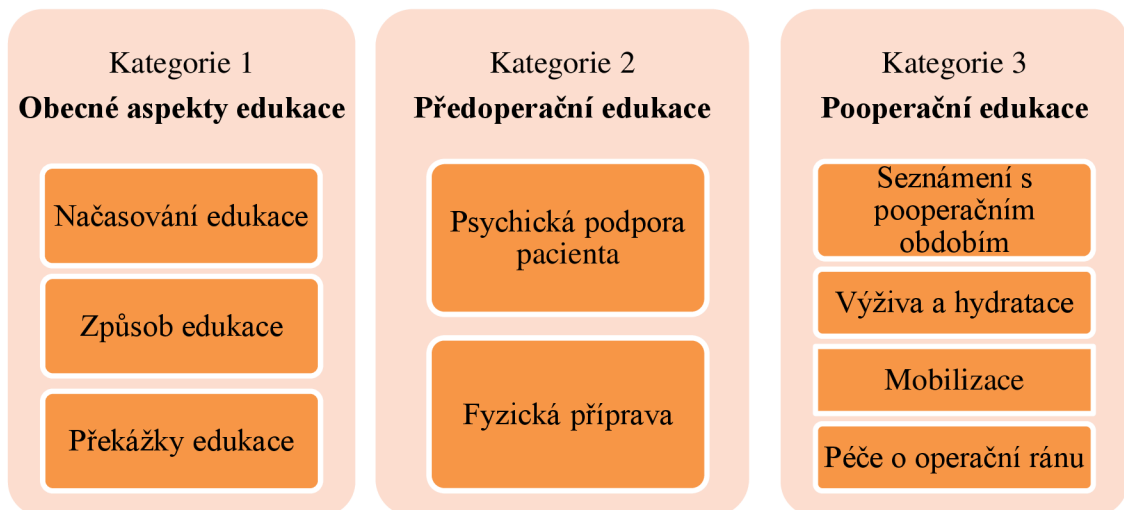 Kategorie 1
Obecné aspekty edukace
Načasování edukace
Způsob edukace
Překážky edukace
Kategorie 2
Předoperační edukace
Psychická podpora
pacienta
Fyzická příprava
Kategorie 3
Pooperační edukace
Seznámení s
pooperačním
obdobím
Výživa a hydratace
Mobilizace
Péče o operační ránu